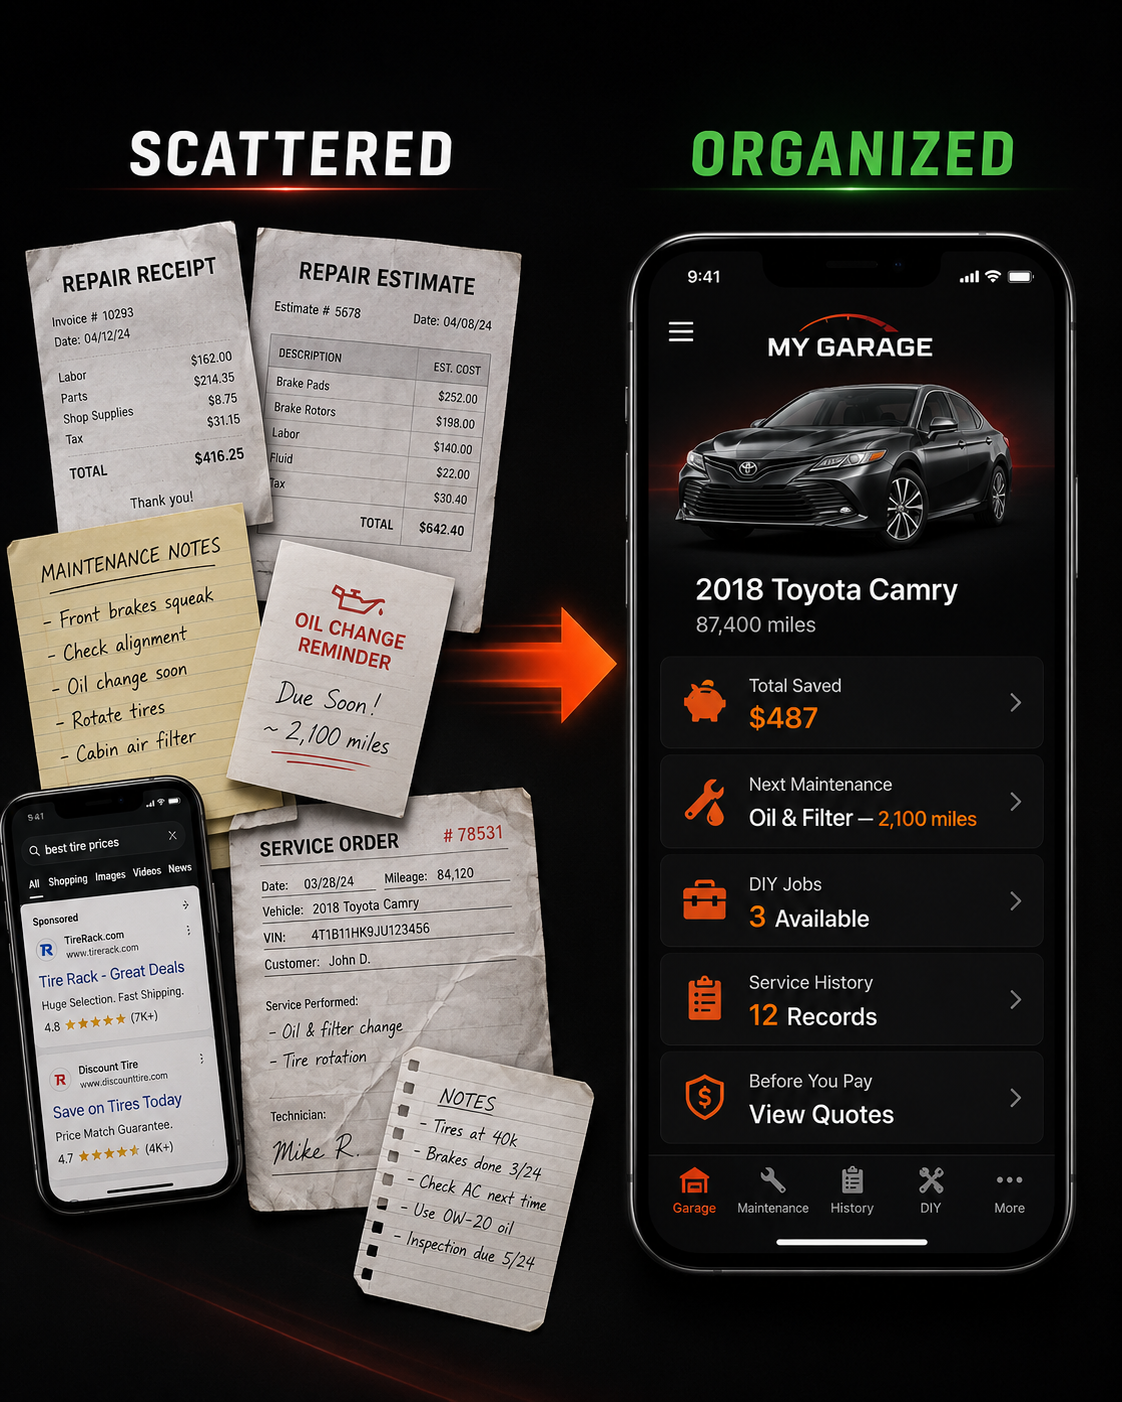 SCATTERED
REPAIR RECEIPT
Invoice # 10293
Date: 04/12/24
Labor $162.00
Parts $214.35
Shop Supplies $8.75
Tax $31.15
TOTAL $416.25
Thank you!
REPAIR ESTIMATE
Estimate # 5678
Date: 04/08/24
DESCRIPTION EST. COST
Brake Pads $252.00
Brake Rotors $198.00
Labor $140.00
Fluid $22.00
Tax $30.40
TOTAL $642.40
MAINTENANCE NOTES
- Front brakes squeak
- Check alignment
- Oil change soon
- Rotate tires
- Cabin air filter
OIL CHANGE
REMINDER
Due Soon!
~ 2,100 miles
9:41
best tire prices X
All Shopping Images Videos News
Sponsored
TireRack.com
www.tirerack.com
Tire Rack - Great Deals
Huge Selection. Fast Shipping.
4.8 ★★★★★ (7K+)
Discount Tire
www.discounttire.com
Save on Tires Today
Price Match Guarantee.
4.7 ★★★★★ (4K+)
SERVICE ORDER # 78531
Date: 03/28/24 Mileage: 84,120
Vehicle: 2018 Toyota Camry
VIN: 4T1B11HK9JU123456
Customer: John D.
Service Performed:
- Oil & filter change
- Tire rotation
Technician:
Mike R.
NOTES
- Tires at 40k
- Brakes done 3/24
- Check AC next time
- Use 0W-20 oil
- Inspection due 5/24
ORGANIZED
9:41
MY GARAGE
2018 Toyota Camry
87,400 miles
Total Saved
$487
Next Maintenance
Oil & Filter — 2,100 miles
DIY Jobs
3 Available
Service History
12 Records
Before You Pay
View Quotes
Garage Maintenance History DIY More